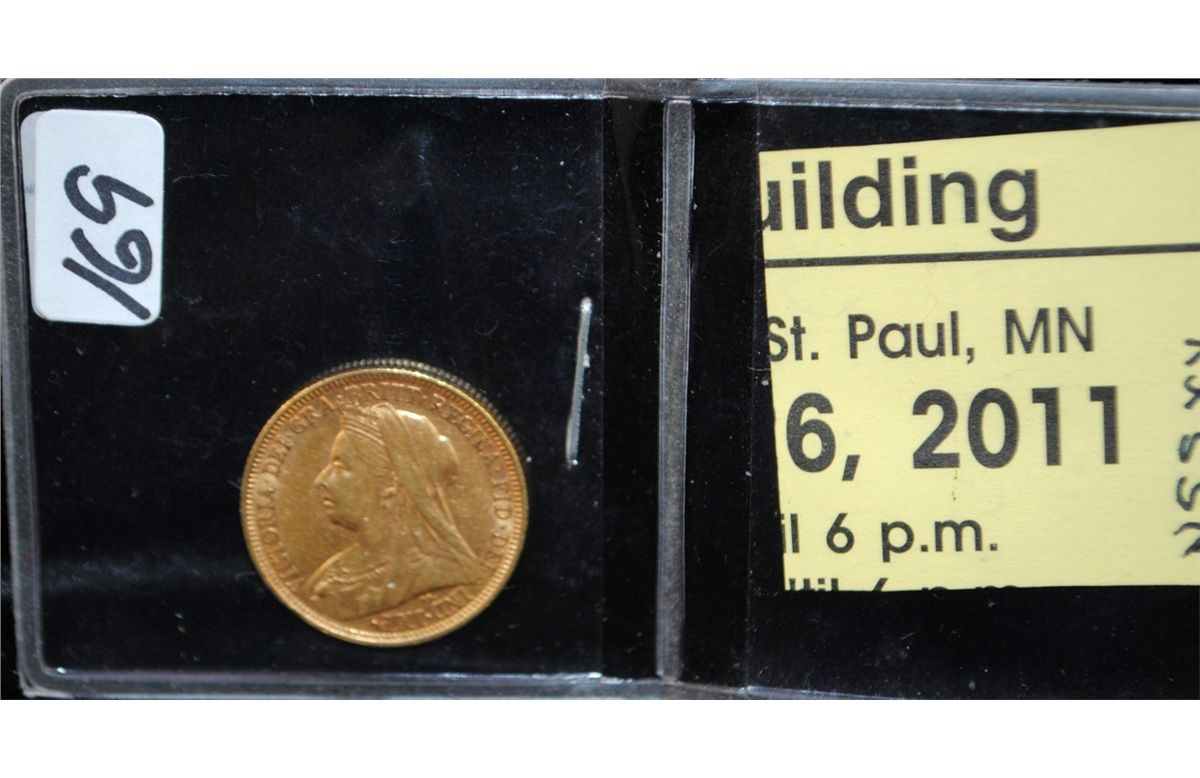 169
VICTORIA·DEI·GRA·BRITT·REGINA·FID·DEF·IND·IMP·
uilding
St. Paul, MN
6, 2011
il 6 p.m.